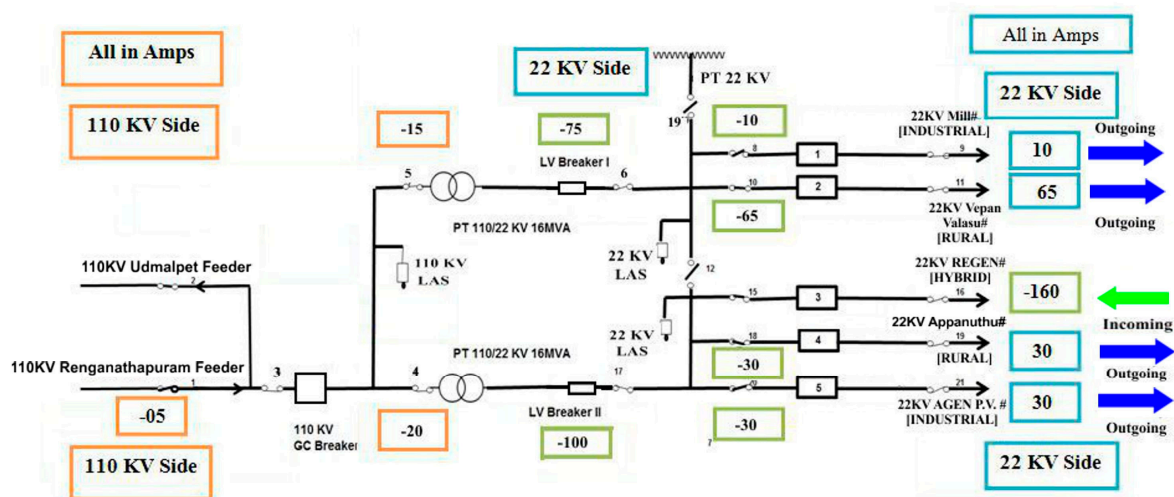 All in Amps
110 KV Side
22 KV Side
All in Amps
22 KV Side
PT 22 KV
19
-15
-75
-10
LV Breaker I
5
6
8
1
9
22KV Mill#
[INDUSTRIAL]
10
Outgoing
10
2
11
65
Outgoing
-65
22KV Vepan
Valasu#
[RURAL]
PT 110/22 KV 16MVA
110 KV
LAS
22 KV
LAS
12
110KV Udmalpet Feeder
2
22KV REGEN#
[HYBRID]
15
3
16
-160
Incoming
22 KV
LAS
22KV Appanuthu#
18
4
19
[RURAL]
30
Outgoing
-30
PT 110/22 KV 16MVA
110KV Renganathapuram Feeder
1
3
4
17
5
21
30
Outgoing
22KV AGEN P.V. #
[INDUSTRIAL]
LV Breaker II
-05
110 KV
GC Breaker
-20
-100
-30
7
110 KV Side
22 KV Side